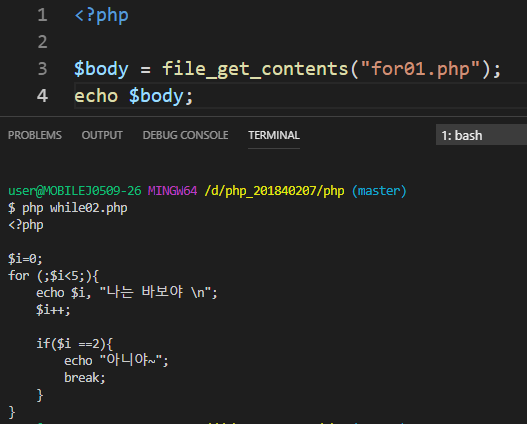 1 <?php
2
3 $body = file_get_contents("for01.php");
4 echo $body;
PROBLEMS OUTPUT DEBUG CONSOLE TERMINAL 1: bash
user@MOBILEJ0509-26 MINGW64 /d/php_201840207/php (master)
$ php while02.php
<?php
$i=0;
for (;$i<5;){
    echo $i, "나는 바보야 \n";
    $i++;
    if($i ==2){
        echo "아니야~";
        break;
    }
}